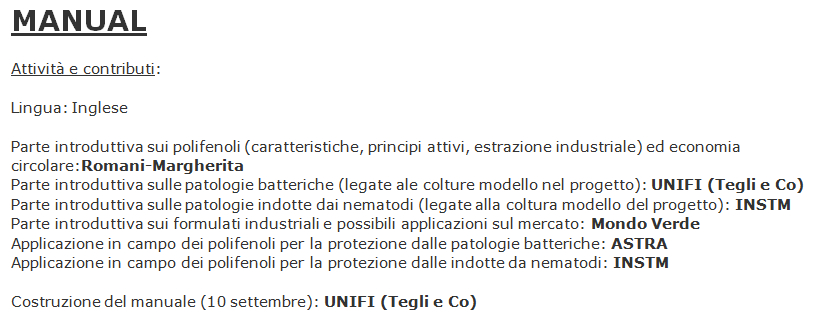 MANUAL
Attività e contributi:
Lingua: Inglese
Parte introduttiva sui polifenoli (caratteristiche, principi attivi, estrazione industriale) ed economia
circolare:Romani-Margherita
Parte introduttiva sulle patologie batteriche (legate ale colture modello nel progetto): UNIFI (Tegli e Co)
Parte introduttiva sulle patologie indotte dai nematodi (legate alla coltura modello del progetto): INSTM
Parte introduttiva sui formulati industriali e possibili applicazioni sul mercato: Mondo Verde
Applicazione in campo dei polifenoli per la protezione dalle patologie batteriche: ASTRA
Applicazione in campo dei polifenoli per la protezione dalle indotte da nematodi: INSTM
Costruzione del manuale (10 settembre): UNIFI (Tegli e Co)